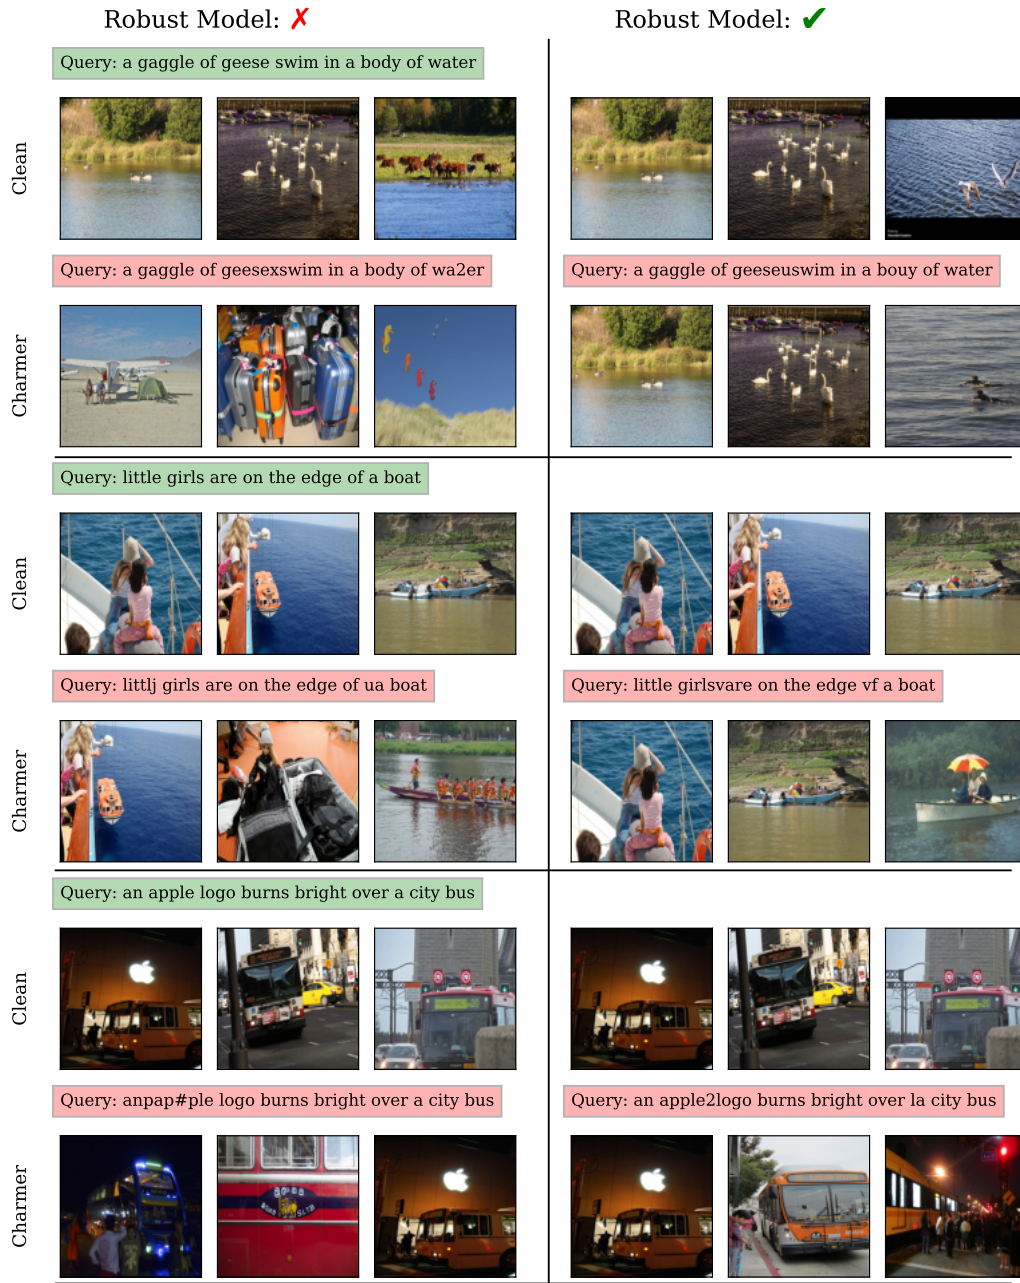 Robust Model: ✗
Robust Model: ✔
Query: a gaggle of geese swim in a body of water
Clean
Query: a gaggle of geesexswim in a body of wa2er
Query: a gaggle of geeseuswim in a bouy of water
Charmer
Query: little girls are on the edge of a boat
Clean
Query: littlj girls are on the edge of ua boat
Query: little girlsvare on the edge vf a boat
Charmer
Query: an apple logo burns bright over a city bus
Clean
Query: anpap#ple logo burns bright over a city bus
Query: an apple2logo burns bright over la city bus
Charmer